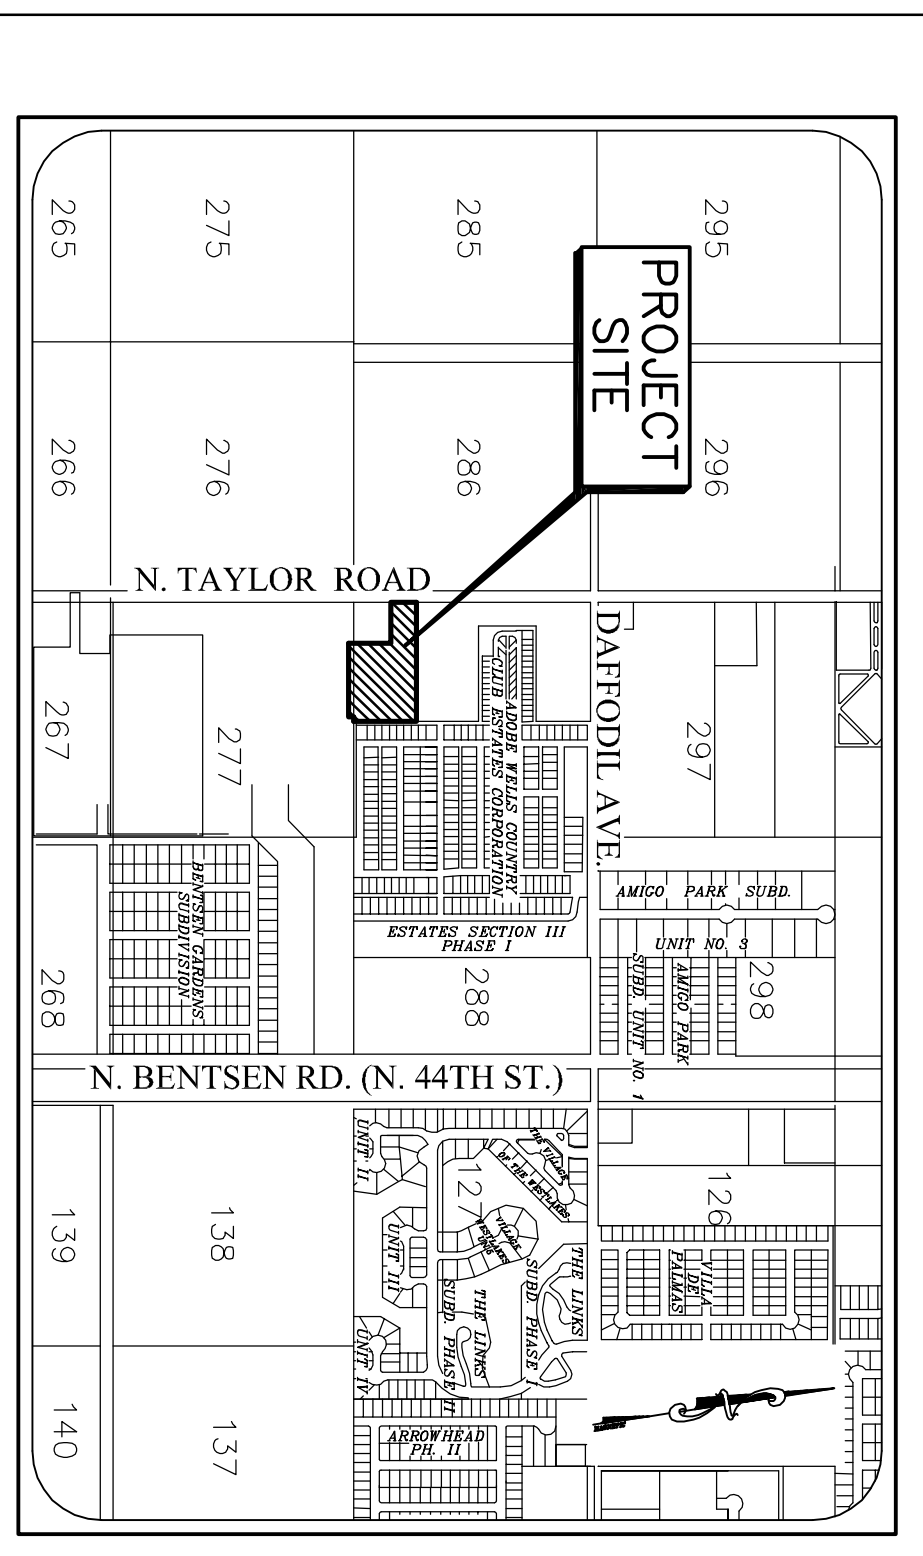 265
275
285
295
PROJECT
SITE
266
276
286
296
N. TAYLOR ROAD
DAFFODIL AVE.
267
277
297
ADOBE WELLS COUNTRY
CLUB ESTATES CORPORATION
AMIGO PARK SUBD.
ESTATES SECTION III
PHASE I
UNIT NO. 3
BENTSEN GARDENS
SUBDIVISION
268
288
298
AMIGO PARK
SUBD. UNIT NO. 1
N. BENTSEN RD. (N. 44TH ST.)
UNIT II
THE VILLAGE
OF THE WESTLAKES
127
126
139
138
UNIT III
VILLAGE
WESTLAKES
THE LINKS
SUBD. PHASE I
VILLA
DE
PALMAS
THE LINKS
SUBD. PHASE II
UNIT IV
140
137
ARROWHEAD
PH. II